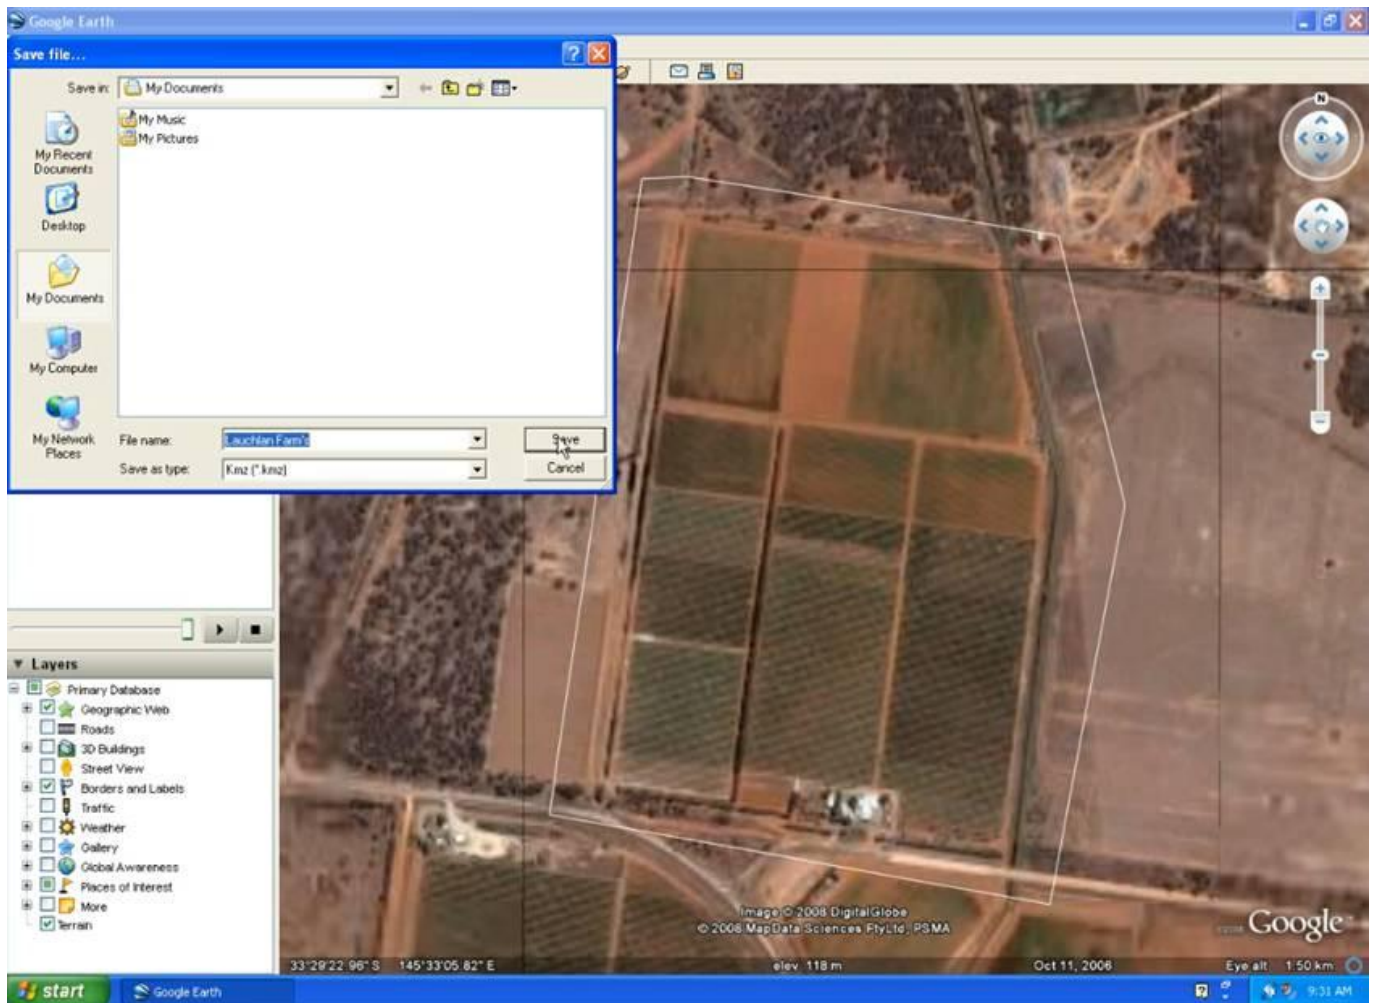 Google Earth
Save file...
Save in:
My Documents
My Music
My Pictures
My Recent
Documents
Desktop
My Documents
My Computer
My Network
Places
File name:
Lauchlan Farm's
Save
Save as type:
Kmz (*.kmz)
Cancel
N
Layers
Primary Database
Geographic Web
Roads
3D Buildings
Street View
Borders and Labels
Traffic
Weather
Gallery
Global Awareness
Places of Interest
More
Terrain
Image © 2008 DigitalGlobe
© 2008 MapData Sciences PtyLtd, PSMA
Google
33°29'22.96" S 145°33'05.82" E
elev 118 m
Oct 11, 2006
Eye alt 1.50 km
start
Google Earth
9:31 AM